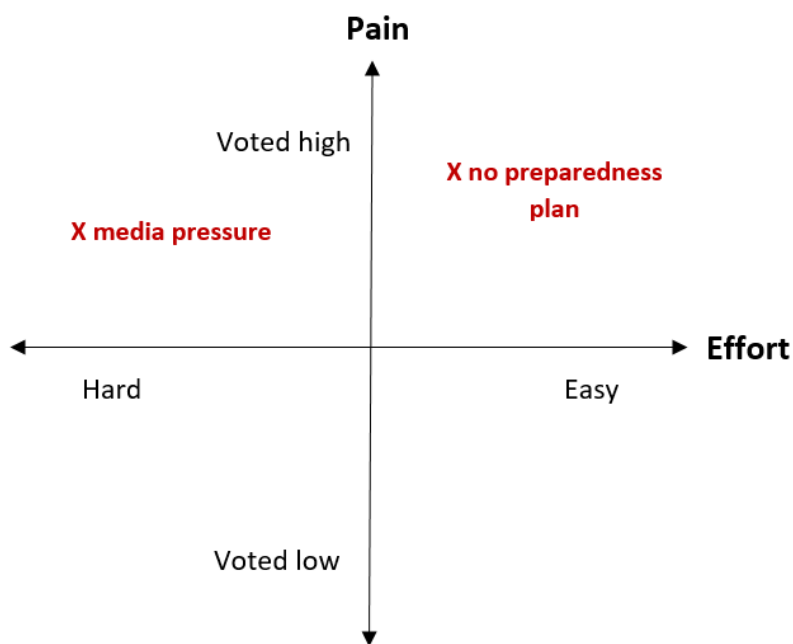 Pain
Voted high
X no preparedness
plan
X media pressure
Effort
Hard
Easy
Voted low